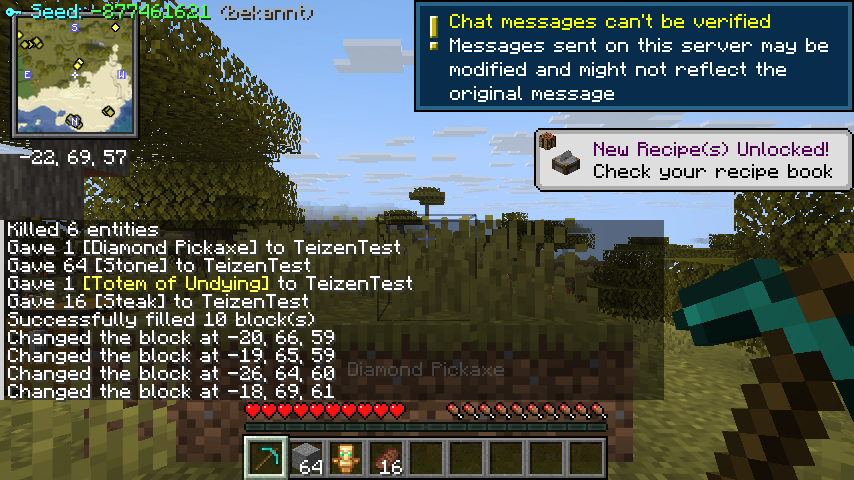 Seed: -877461621 (bekannt)
S
E
W
N
-22, 69, 57
Chat messages can't be verified
Messages sent on this server may be
modified and might not reflect the
original message
New Recipe(s) Unlocked!
Check your recipe book
Killed 6 entities
Gave 1 [Diamond Pickaxe] to TeizenTest
Gave 64 [Stone] to TeizenTest
Gave 1 [Totem of Undying] to TeizenTest
Gave 16 [Steak] to TeizenTest
Successfully filled 10 block(s)
Changed the block at -20, 66, 59
Changed the block at -19, 65, 59
Changed the block at -26, 64, 60
Changed the block at -18, 69, 61
Diamond Pickaxe
64
16